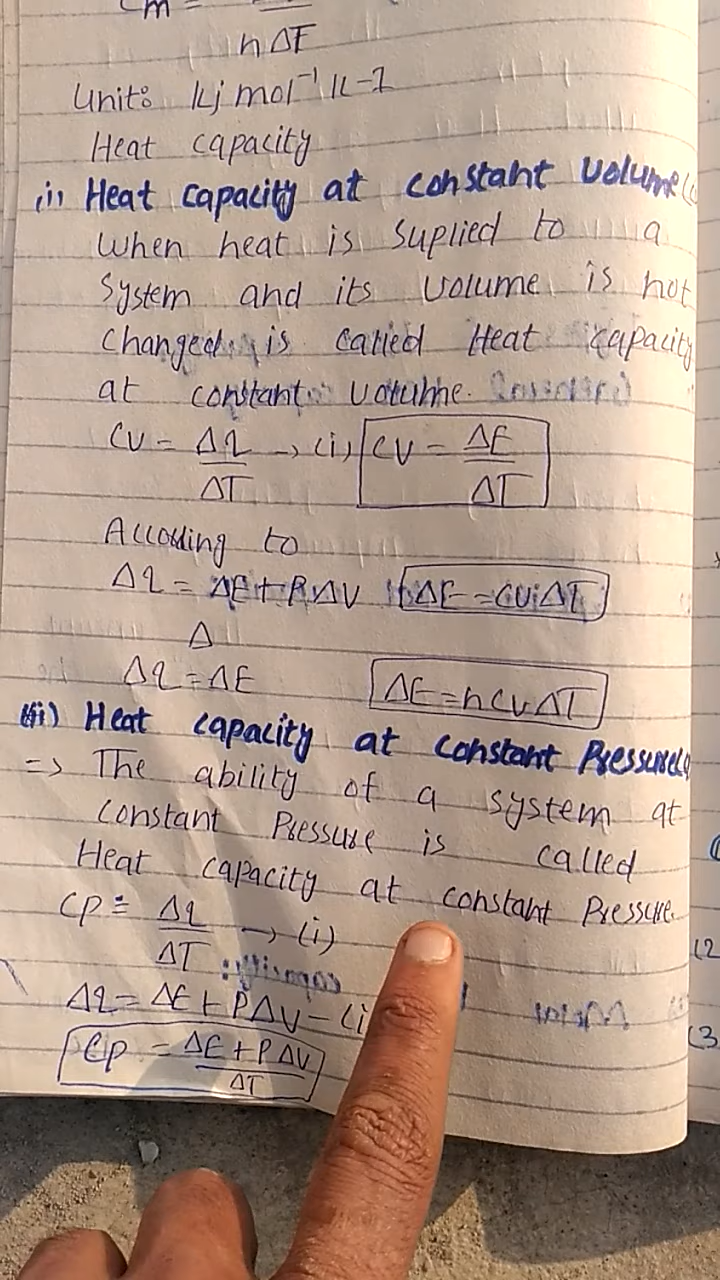 Cm =
n ΔT
Unit: kj mol⁻¹ k-1
Heat capacity
(i) Heat capacity at constant volume(
When heat is suplied to a
System and its volume is not
Changed is called Heat capacity
at constant volume.
CV = Δq/ΔT → (i) CV = ΔE/ΔT
According to
Δq = ΔE + PΔV ΔE = CV ΔT
Δ
Δq = ΔE ΔE = nCvΔT
(ii) Heat capacity at constant Pressure(
=> The ability of a system at
constant Pressure is called
Heat capacity at constant Pressure.
CP = Δq/ΔT → (i)
Δq = ΔE + PΔV – (i
Cp = ΔE + PΔV/ΔT
(2
(3